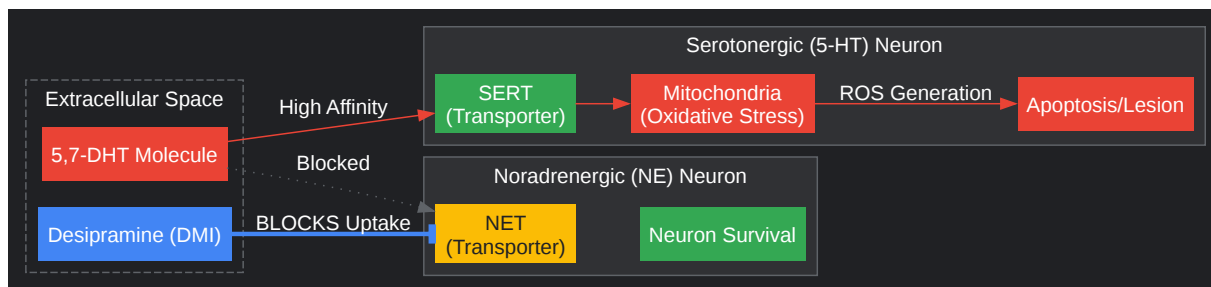 Serotonergic (5-HT) Neuron
Extracellular Space
High Affinity
SERT
(Transporter)
Mitochondria
(Oxidative Stress)
ROS Generation
Apoptosis/Lesion
5,7-DHT Molecule
Blocked
Noradrenergic (NE) Neuron
Desipramine (DMI)
BLOCKS Uptake
NET
(Transporter)
Neuron Survival